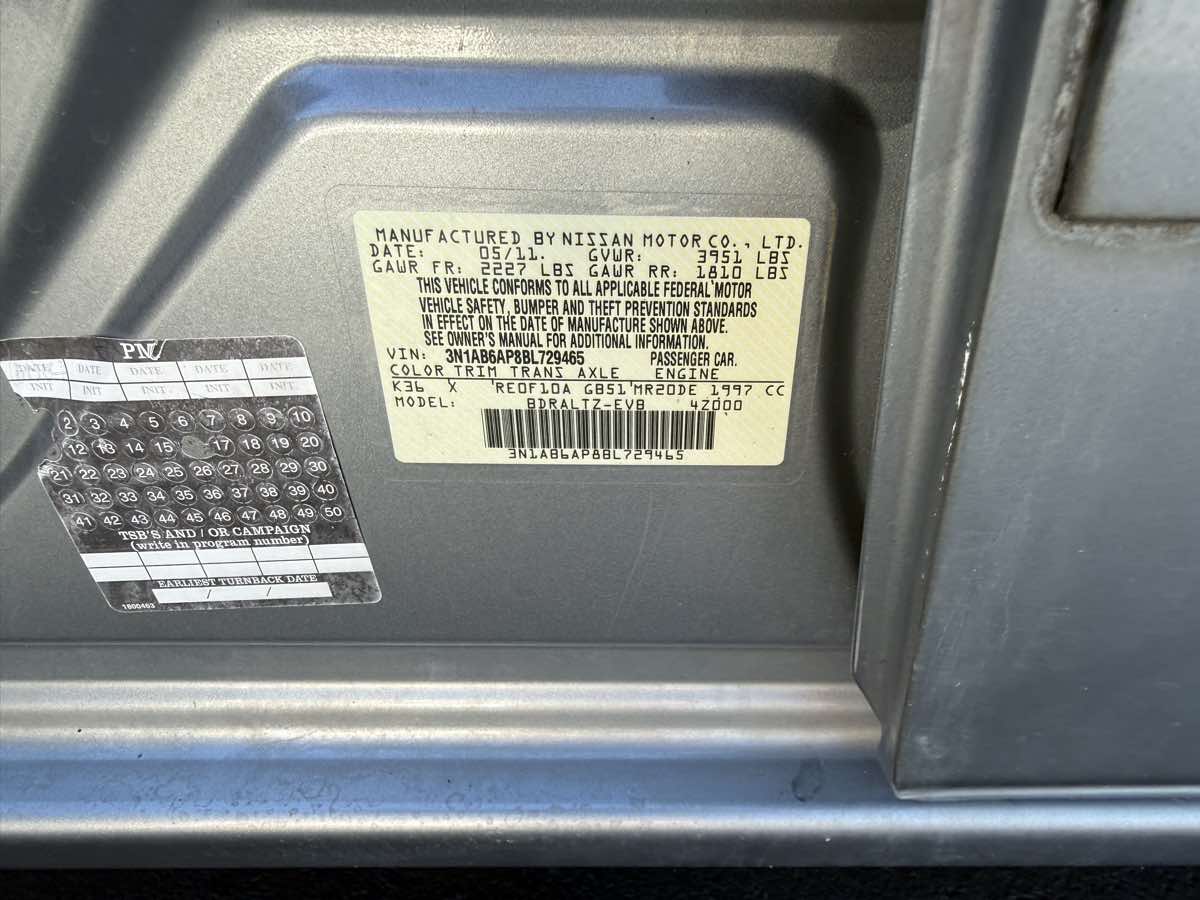 MANUFACTURED BY NISSAN MOTOR CO., LTD.
DATE: 05/11. GVWR: 3951 LBS
GAWR FR: 2227 LBS GAWR RR: 1810 LBS
THIS VEHICLE CONFORMS TO ALL APPLICABLE FEDERAL MOTOR
VEHICLE SAFETY, BUMPER AND THEFT PREVENTION STANDARDS
IN EFFECT ON THE DATE OF MANUFACTURE SHOWN ABOVE.
SEE OWNER'S MANUAL FOR ADDITIONAL INFORMATION.
VIN: 3N1AB6AP8BL729465 PASSENGER CAR.
COLOR TRIM TRANS AXLE ENGINE
K36 X RE0F10A GB51 MR20DE 1997 CC
MODEL: BDRALTZ-EVB 4Z000
3N1AB6AP8BL729465
DATE DATE DATE DATE
INIT INIT INIT INIT INIT
2 3 4 5 6 7 8 9 10
12 13 14 15 17 18 19 20
21 22 23 24 25 26 27 28 29 30
31 32 33 34 35 36 37 38 39 40
41 42 43 44 45 46 47 48 49 50
TSB'S AND / OR CAMPAIGN
(write in program number)
EARLIEST TURNBACK DATE
/ /
1800463